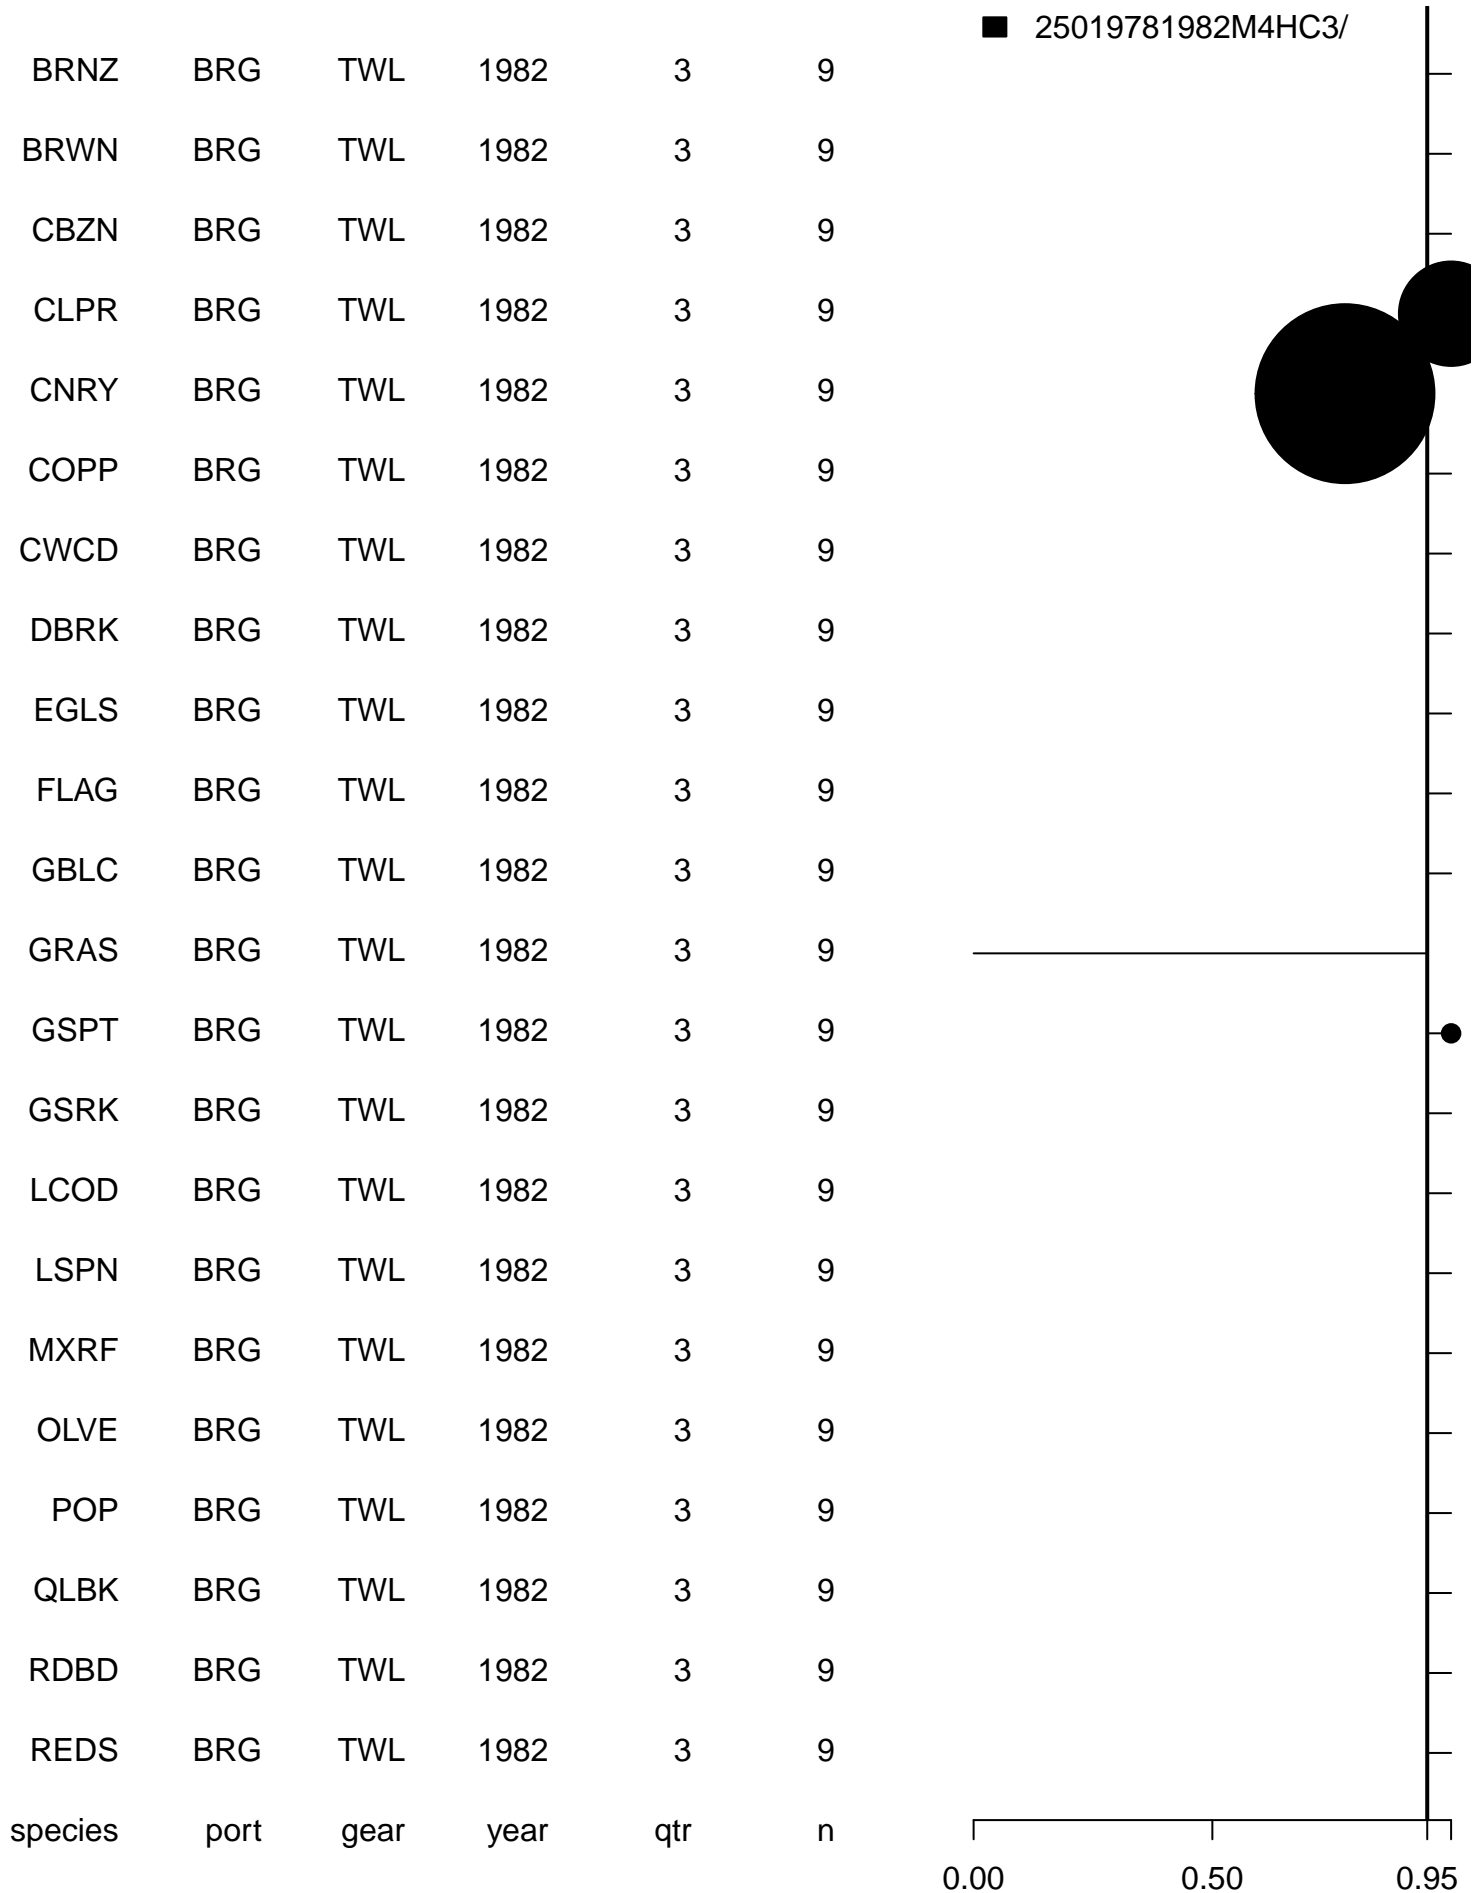 25019781982M4HC3/
BRNZ BRG TWL 1982 3 9
BRWN BRG TWL 1982 3 9
CBZN BRG TWL 1982 3 9
CLPR BRG TWL 1982 3 9
CNRY BRG TWL 1982 3 9
COPP BRG TWL 1982 3 9
CWCD BRG TWL 1982 3 9
DBRK BRG TWL 1982 3 9
EGLS BRG TWL 1982 3 9
FLAG BRG TWL 1982 3 9
GBLC BRG TWL 1982 3 9
GRAS BRG TWL 1982 3 9
GSPT BRG TWL 1982 3 9
GSRK BRG TWL 1982 3 9
LCOD BRG TWL 1982 3 9
LSPN BRG TWL 1982 3 9
MXRF BRG TWL 1982 3 9
OLVE BRG TWL 1982 3 9
POP BRG TWL 1982 3 9
QLBK BRG TWL 1982 3 9
RDBD BRG TWL 1982 3 9
REDS BRG TWL 1982 3 9
species port gear year qtr n
0.00 0.50 0.95